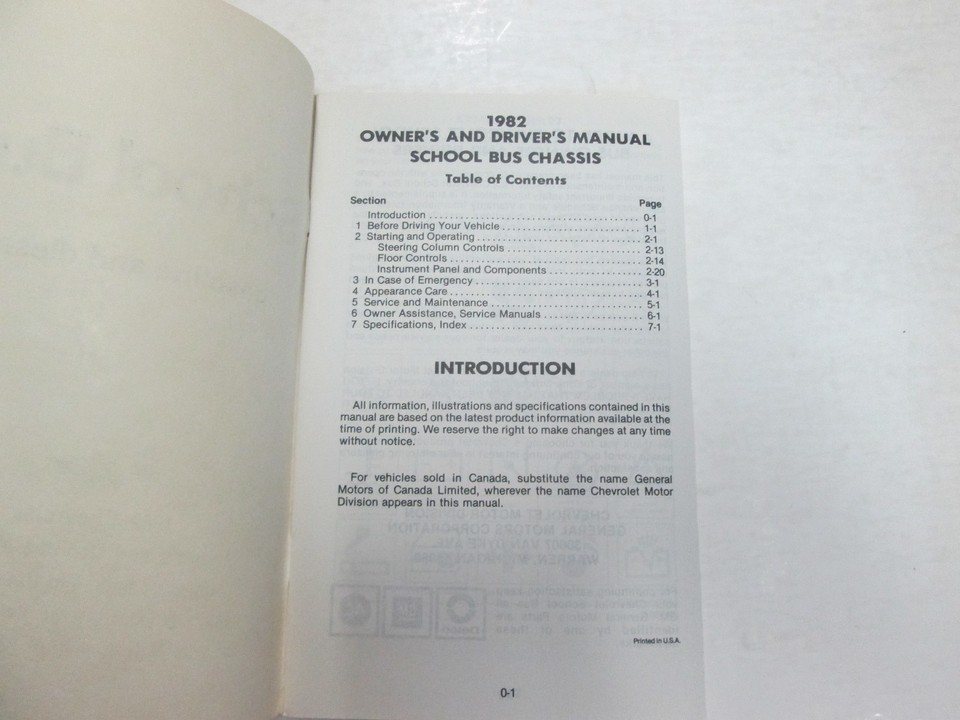 1982
OWNER'S AND DRIVER'S MANUAL
SCHOOL BUS CHASSIS
Table of Contents
Section Page
Introduction ........................................ 0-1
1 Before Driving Your Vehicle .......................... 1-1
2 Starting and Operating ............................... 2-1
Steering Column Controls .......................... 2-13
Floor Controls ..................................... 2-14
Instrument Panel and Components ................. 2-20
3 In Case of Emergency ................................ 3-1
4 Appearance Care ..................................... 4-1
5 Service and Maintenance ............................. 5-1
6 Owner Assistance, Service Manuals ................... 6-1
7 Specifications, Index ................................. 7-1
INTRODUCTION
All information, illustrations and specifications contained in this
manual are based on the latest product information available at the
time of printing. We reserve the right to make changes at any time
without notice.
For vehicles sold in Canada, substitute the name General
Motors of Canada Limited, wherever the name Chevrolet Motor
Division appears in this manual.
CHEVROLET MOTOR DIVISION
GENERAL MOTORS CORPORATION
Printed in U.S.A.
0-1